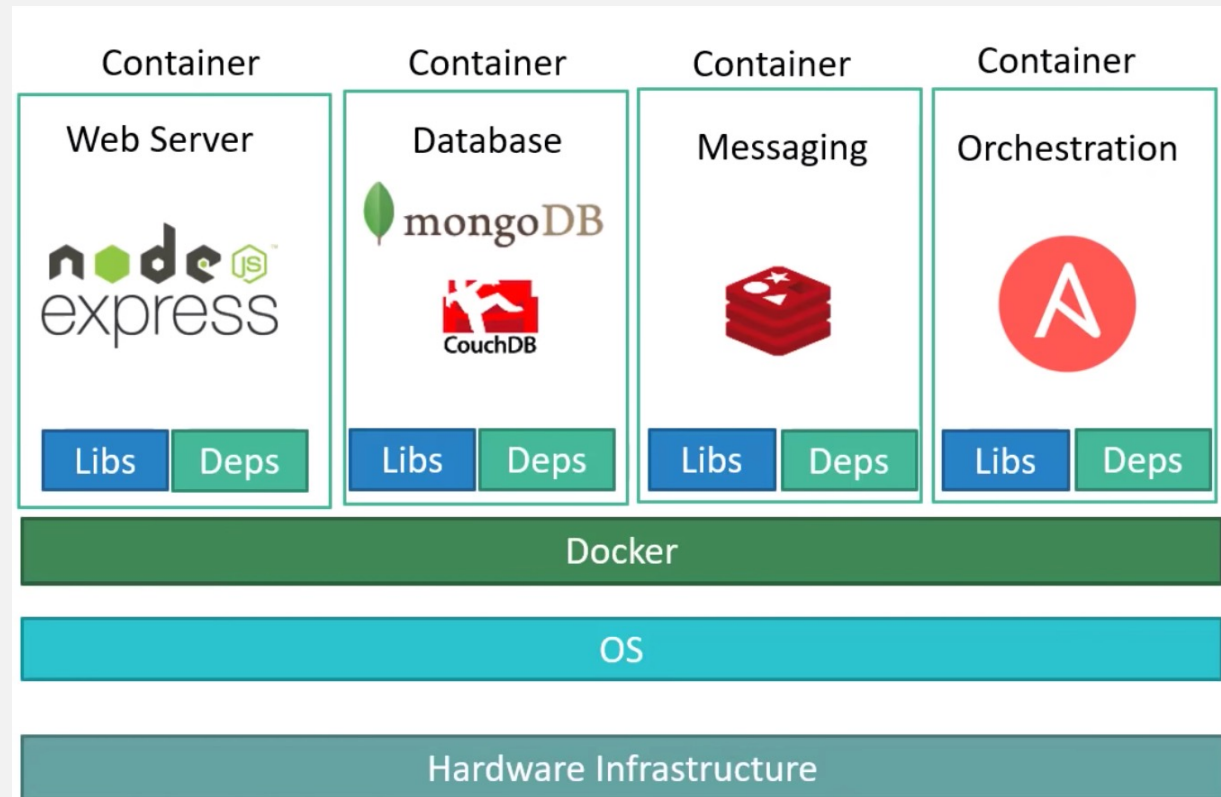 Container
Container
Container
Container
Web Server
node JS ™
express
Libs
Deps
Database
mongoDB
CouchDB
Libs
Deps
Messaging
Libs
Deps
Orchestration
A
Libs
Deps
Docker
OS
Hardware Infrastructure